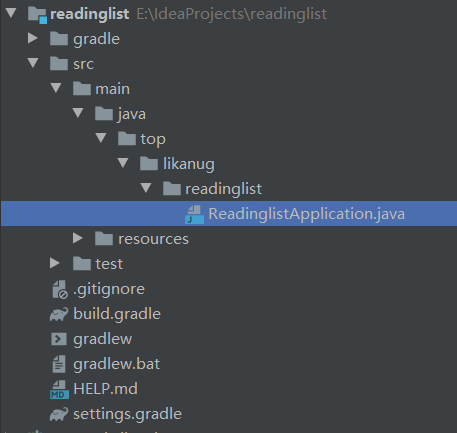 readinglist E:\IdeaProjects\readinglist
gradle
src
main
java
top
likanug
readinglist
ReadinglistApplication.java
resources
test
.gitignore
build.gradle
gradlew
gradlew.bat
HELP.md
settings.gradle